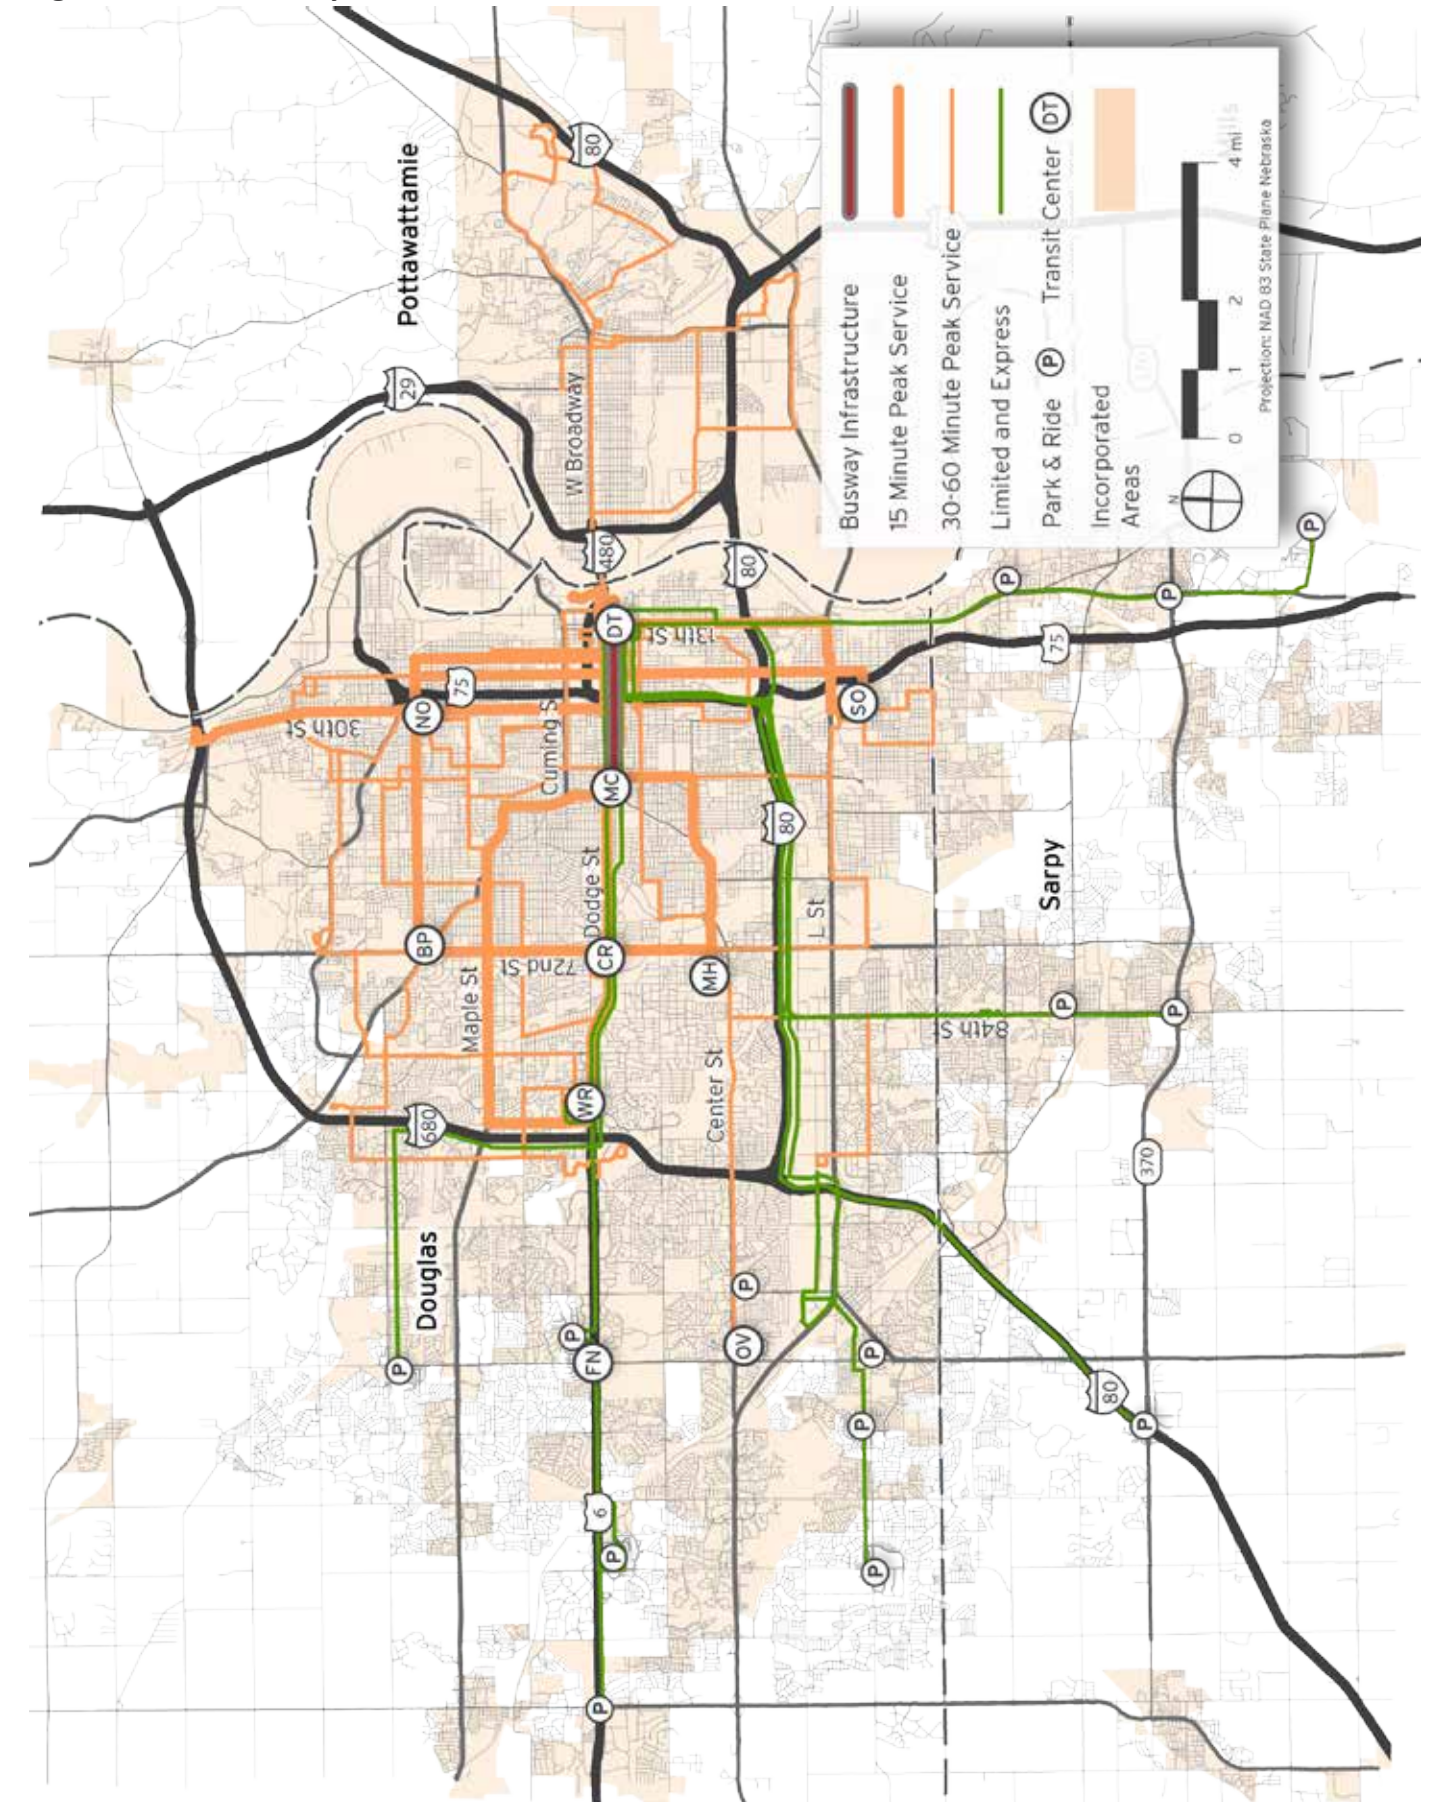 Pottawattamie
80
29
W Broadway
480
80
75
30th St
NO
75
DT
13th St
SO
Cuming S
MC
80
Dodge St
L St
Sarpy
BP
72nd St
CR
MH
Maple St
84th St
P
P
WR
Center St
680
370
Douglas
P
P
FN
OV
P
P
P
80
P
6
P
P
P
P
P
P
Busway Infrastructure
15 Minute Peak Service
30-60 Minute Peak Service
Limited and Express
Park & Ride P Transit Center DT
Incorporated
Areas
N
0 1 2 4 mi
Projection: NAD 83 State Plane Nebraska